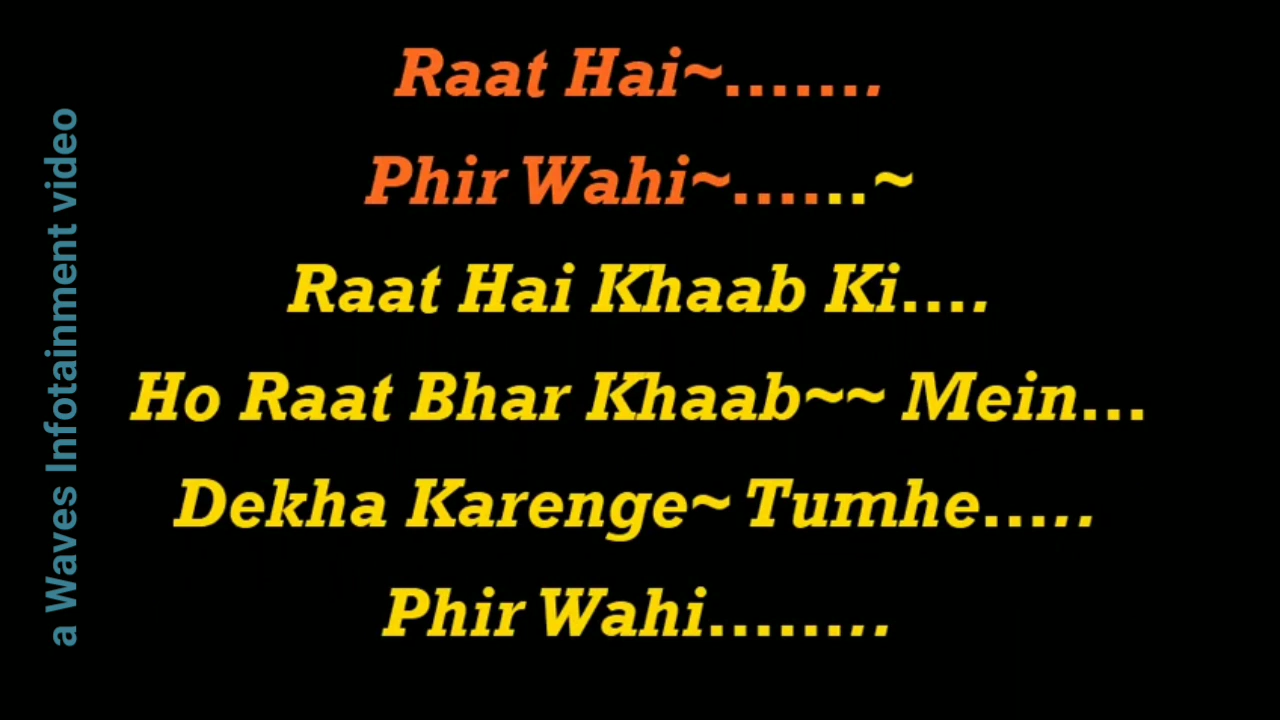 Raat Hai~.......
Phir Wahi~......~
Raat Hai Khaab Ki....
Ho Raat Bhar Khaab~~ Mein...
Dekha Karenge~ Tumhe.....
Phir Wahi........
a Waves Infotainment video